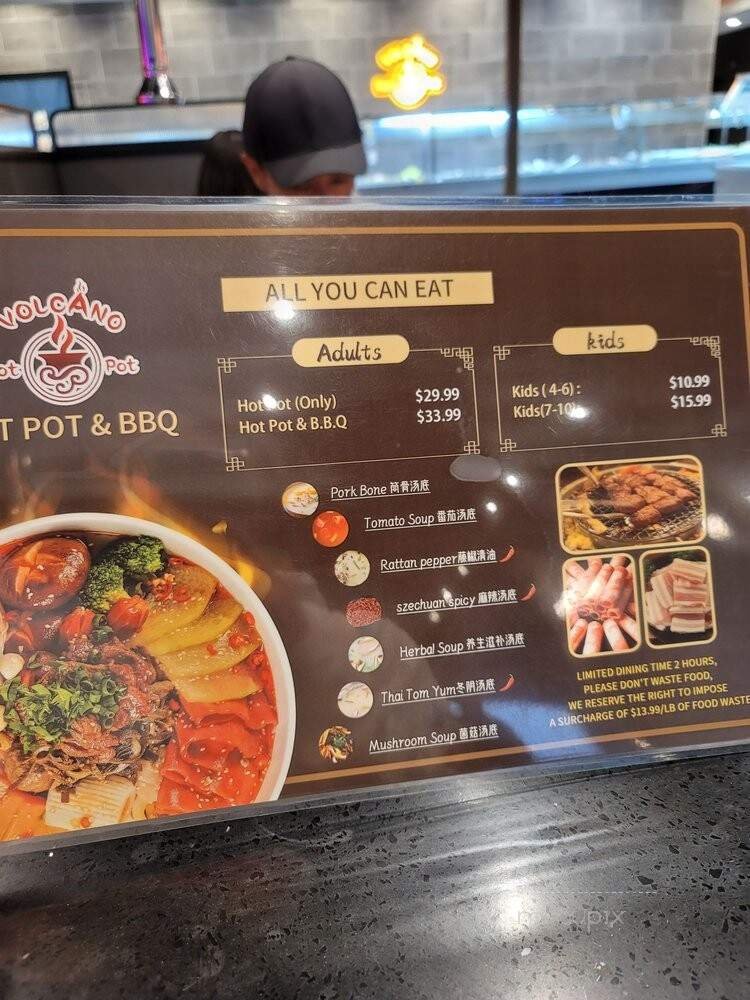 VOLCANO
ot Pot
T POT & BBQ
ALL YOU CAN EAT
Adults
Hot Pot (Only) $29.99
Hot Pot & B.B.Q $33.99
kids
Kids ( 4-6) : $10.99
Kids(7-10): $15.99
Pork Bone 筒骨汤底
Tomato Soup 番茄汤底
Rattan pepper藤椒清油
szechuan spicy 麻辣汤底
Herbal Soup 养生滋补汤底
Thai Tom Yum冬阴汤底
Mushroom Soup 菌菇汤底
LIMITED DINING TIME 2 HOURS,
PLEASE DON'T WASTE FOOD,
WE RESERVE THE RIGHT TO IMPOSE
A SURCHARGE OF $13.99/LB OF FOOD WASTE